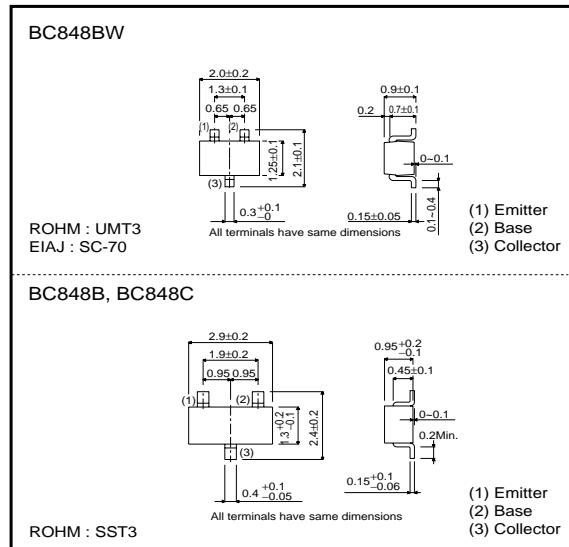 BC848BW
2.0±0.2
1.3±0.1
0.65 0.65
(1) (2)
(3)
1.25±0.1
2.1±0.1
0.3 +0.1 −0
All terminals have same dimensions
0.9±0.1
0.2 0.7±0.1
0~0.1
0.15±0.05
0.1~0.4
ROHM : UMT3
EIAJ : SC-70
(1) Emitter
(2) Base
(3) Collector
BC848B, BC848C
2.9±0.2
1.9±0.2
0.95 0.95
(1) (2)
(3)
1.3 +0.2 −0.1
2.4±0.2
0.4 +0.1 −0.05
All terminals have same dimensions
0.95 +0.2 −0.1
0.45±0.1
0~0.1
0.2Min.
0.15 +0.1 −0.06
ROHM : SST3
(1) Emitter
(2) Base
(3) Collector